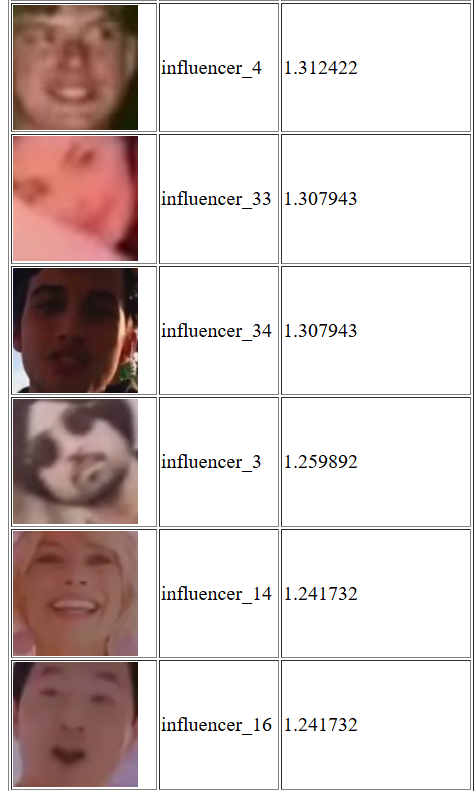 influencer_4 1.312422
influencer_33 1.307943
influencer_34 1.307943
influencer_3 1.259892
influencer_14 1.241732
influencer_16 1.241732